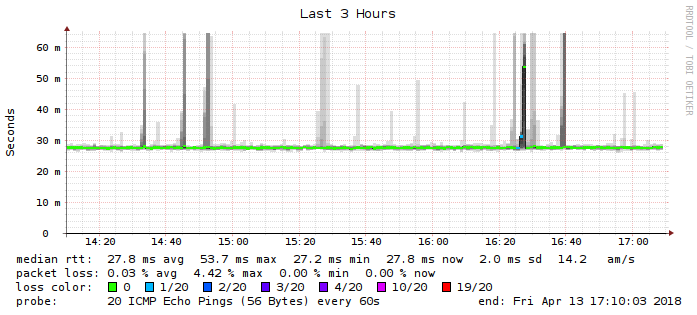 Last 3 Hours
RRDTOOL / TOBI OETIKER
Seconds
60 m
50 m
40 m
30 m
20 m
10 m
0
14:20 14:40 15:00 15:20 15:40 16:00 16:20 16:40 17:00
median rtt: 27.8 ms avg 53.7 ms max 27.2 ms min 27.8 ms now 2.0 ms sd 14.2 am/s
packet loss: 0.03 % avg 4.42 % max 0.00 % min 0.00 % now
loss color: 0 1/20 2/20 3/20 4/20 10/20 19/20
probe: 20 ICMP Echo Pings (56 Bytes) every 60s end: Fri Apr 13 17:10:03 2018